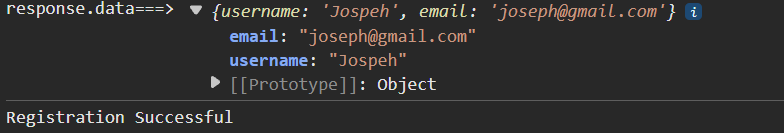 response.data===> ▼ {username: 'Jospeh', email: 'joseph@gmail.com'} i
email: "joseph@gmail.com"
username: "Jospeh"
▶ [[Prototype]]: Object
Registration Successful